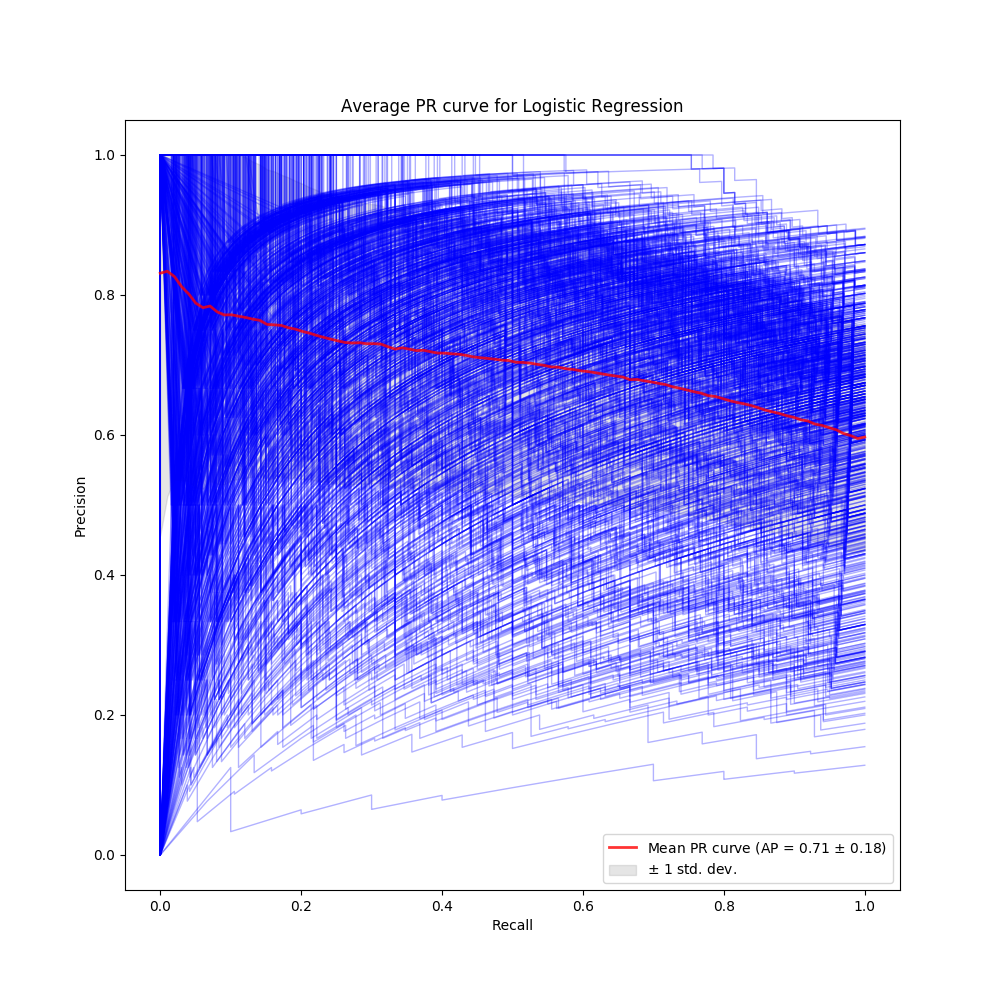 Average PR curve for Logistic Regression
1.0
0.8
0.6
0.4
0.2
0.0
Precision
0.0 0.2 0.4 0.6 0.8 1.0
Recall
Mean PR curve (AP = 0.71 ± 0.18)
± 1 std. dev.